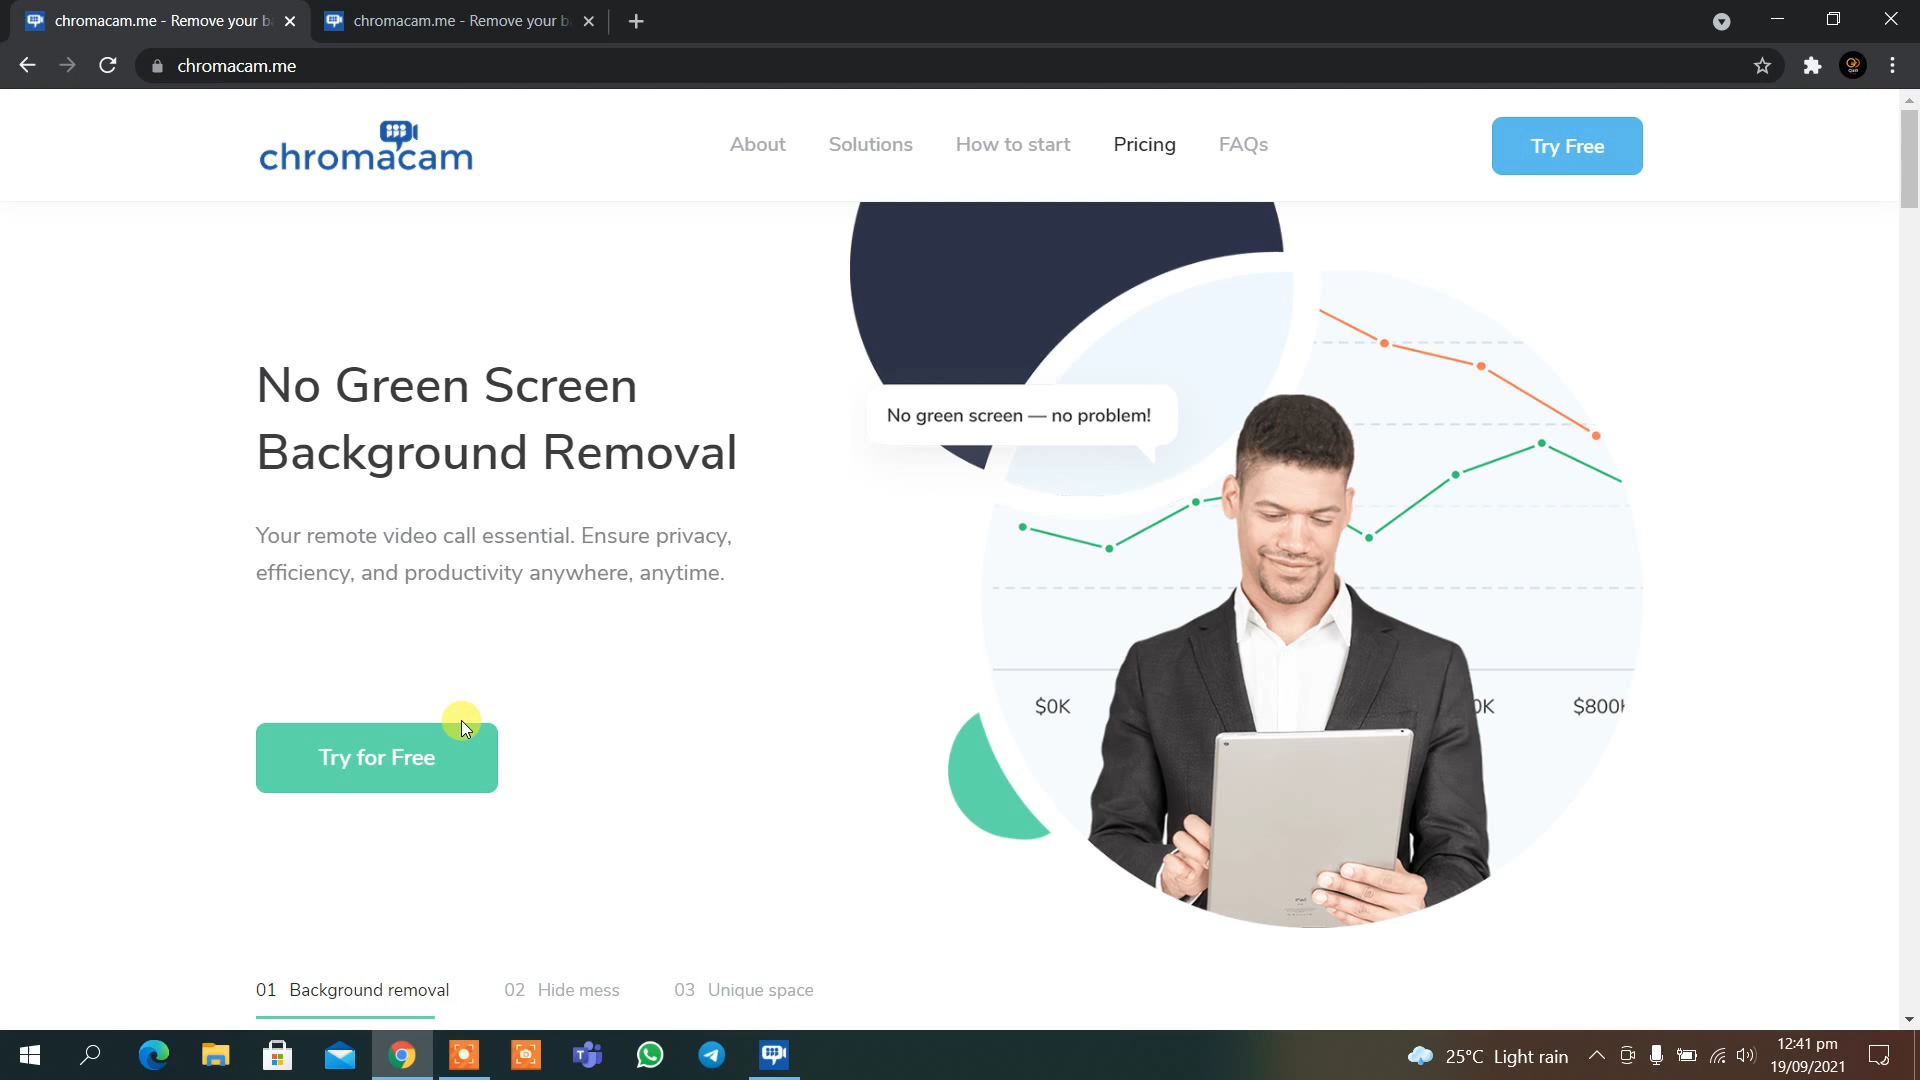 chromacam.me - Remove your b
chromacam.me - Remove your b
chromacam.me
chromacam
About
Solutions
How to start
Pricing
FAQs
Try Free
No Green Screen
Background Removal
Your remote video call essential. Ensure privacy,
efficiency, and productivity anywhere, anytime.
Try for Free
No green screen — no problem!
$0K
0K
$800K
iPad
01 Background removal
02 Hide mess
03 Unique space
25°C Light rain
12:41 pm
19/09/2021